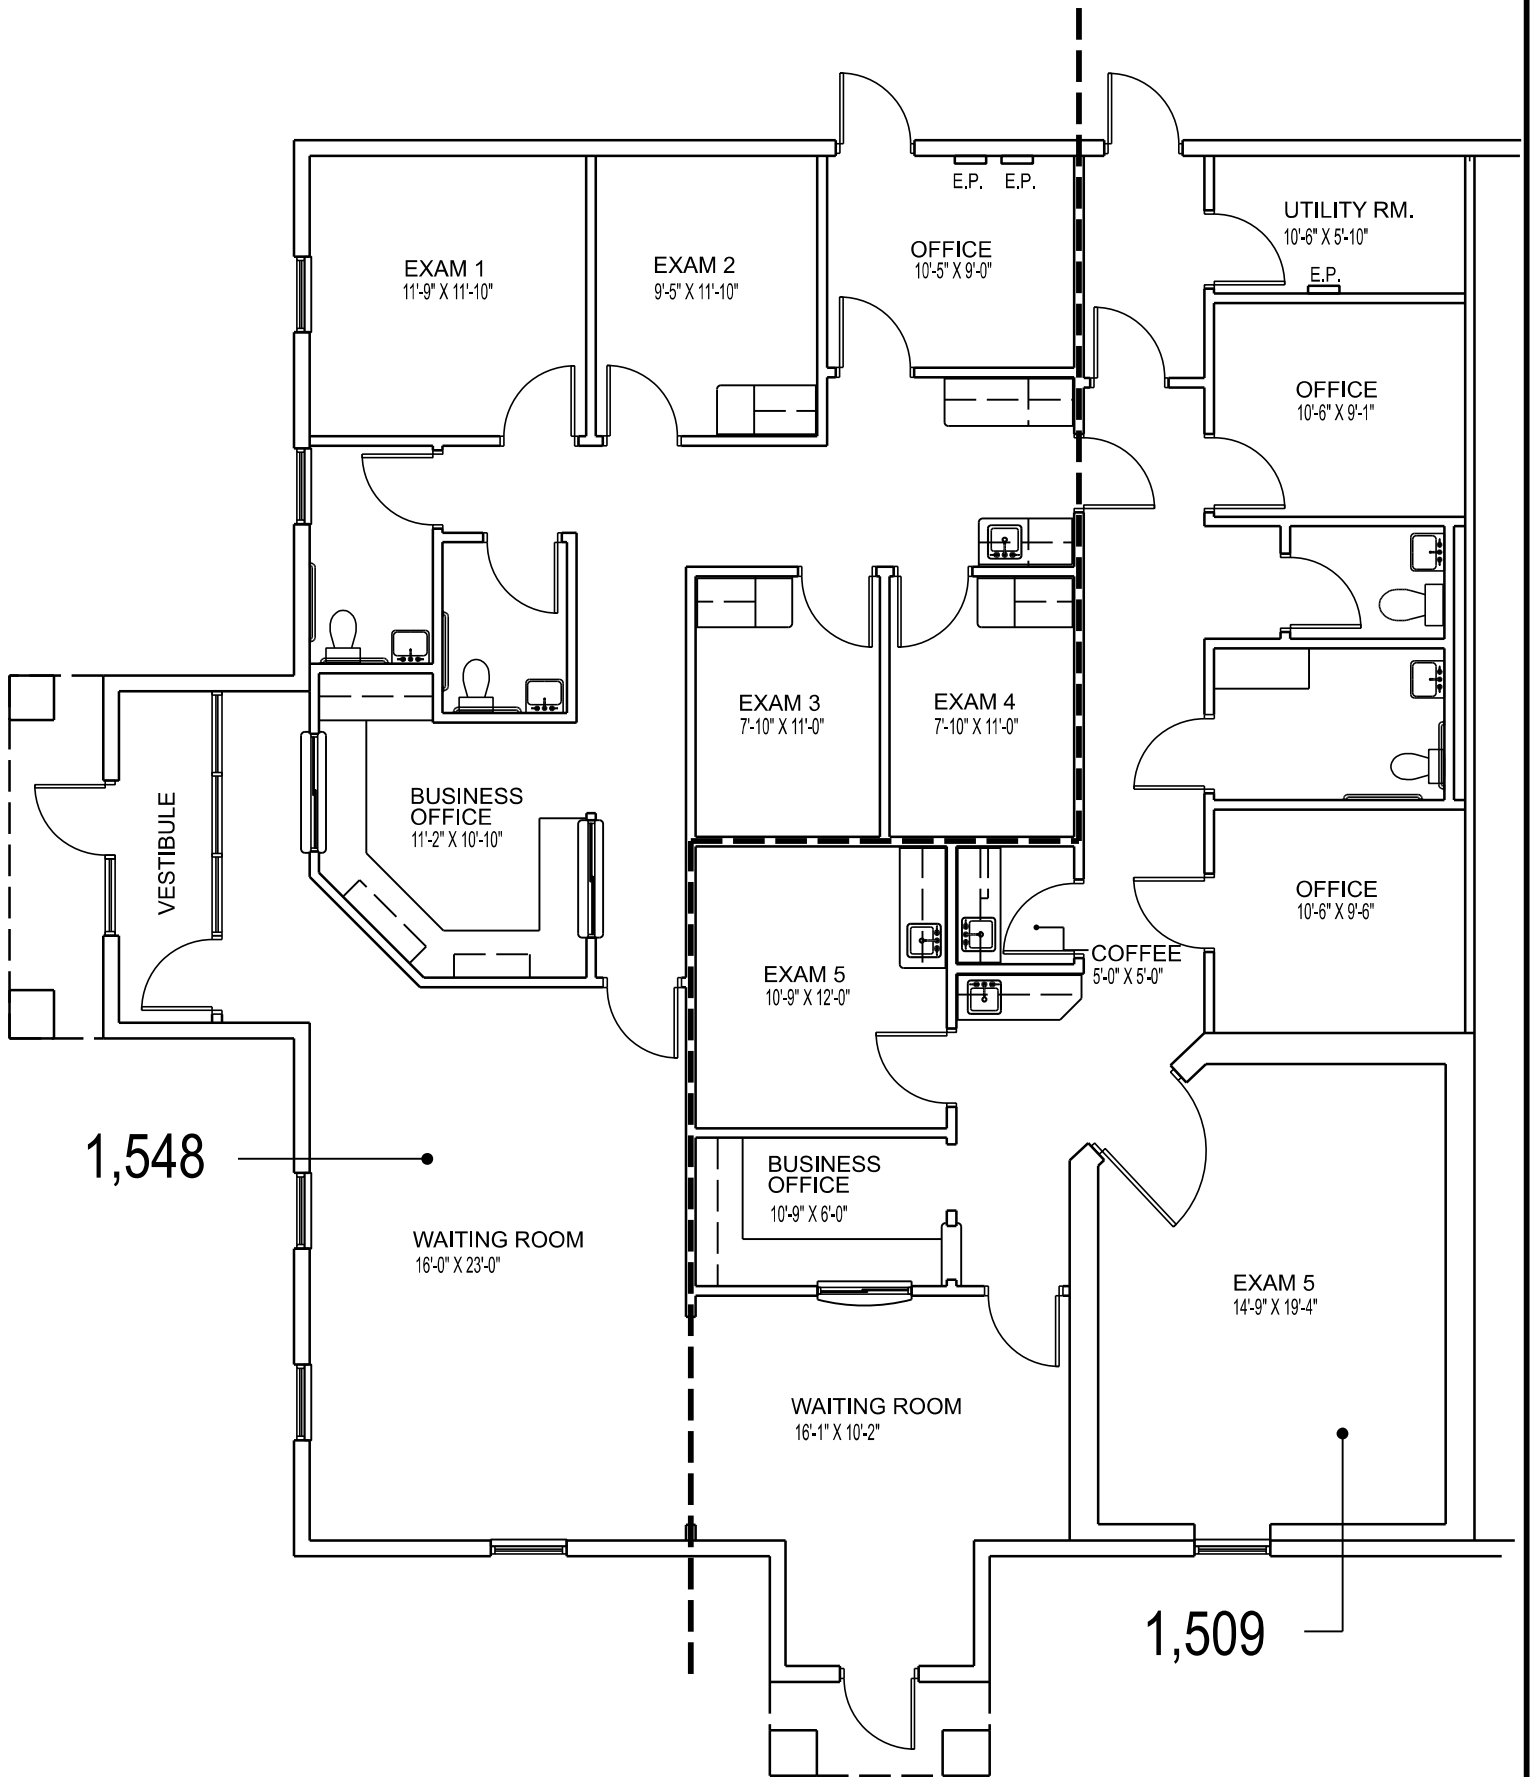 E.P.
E.P.
UTILITY RM.
10'-6" X 5'-10"
E.P.
OFFICE
10'-5" X 9'-0"
EXAM 1
11'-9" X 11'-10"
EXAM 2
9'-5" X 11'-10"
OFFICE
10'-6" X 9'-1"
EXAM 3
7'-10" X 11'-0"
EXAM 4
7'-10" X 11'-0"
VESTIBULE
BUSINESS
OFFICE
11'-2" X 10'-10"
OFFICE
10'-6" X 9'-6"
COFFEE
5'-0" X 5'-0"
EXAM 5
10'-9" X 12'-0"
1,548
BUSINESS
OFFICE
10'-9" X 6'-0"
WAITING ROOM
16'-0" X 23'-0"
EXAM 5
14'-9" X 19'-4"
WAITING ROOM
16'-1" X 10'-2"
1,509